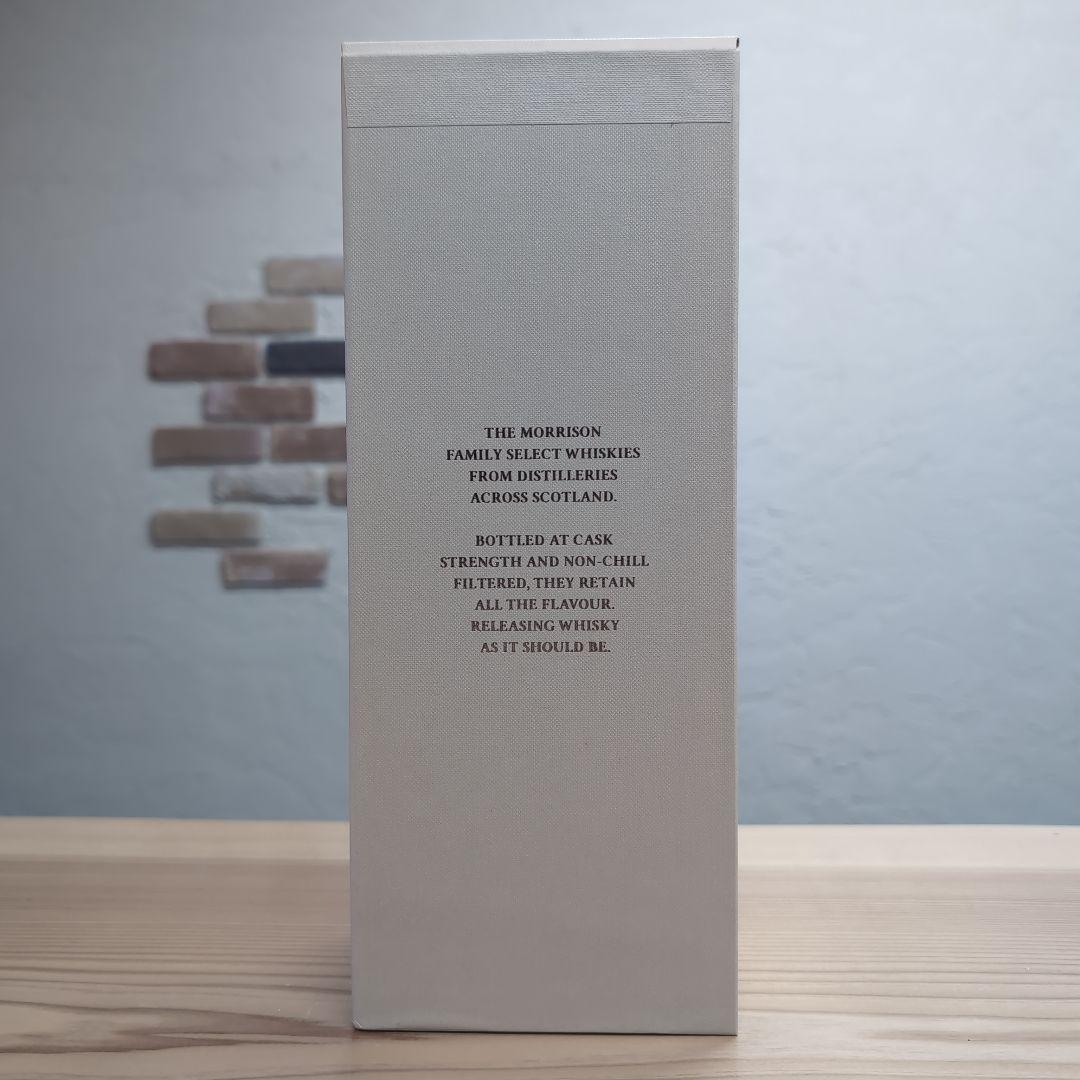 THE MORRISON
FAMILY SELECT WHISKIES
FROM DISTILLERIES
ACROSS SCOTLAND.
BOTTLED AT CASK
STRENGTH AND NON-CHILL
FILTERED, THEY RETAIN
ALL THE FLAVOUR.
RELEASING WHISKY
AS IT SHOULD BE.